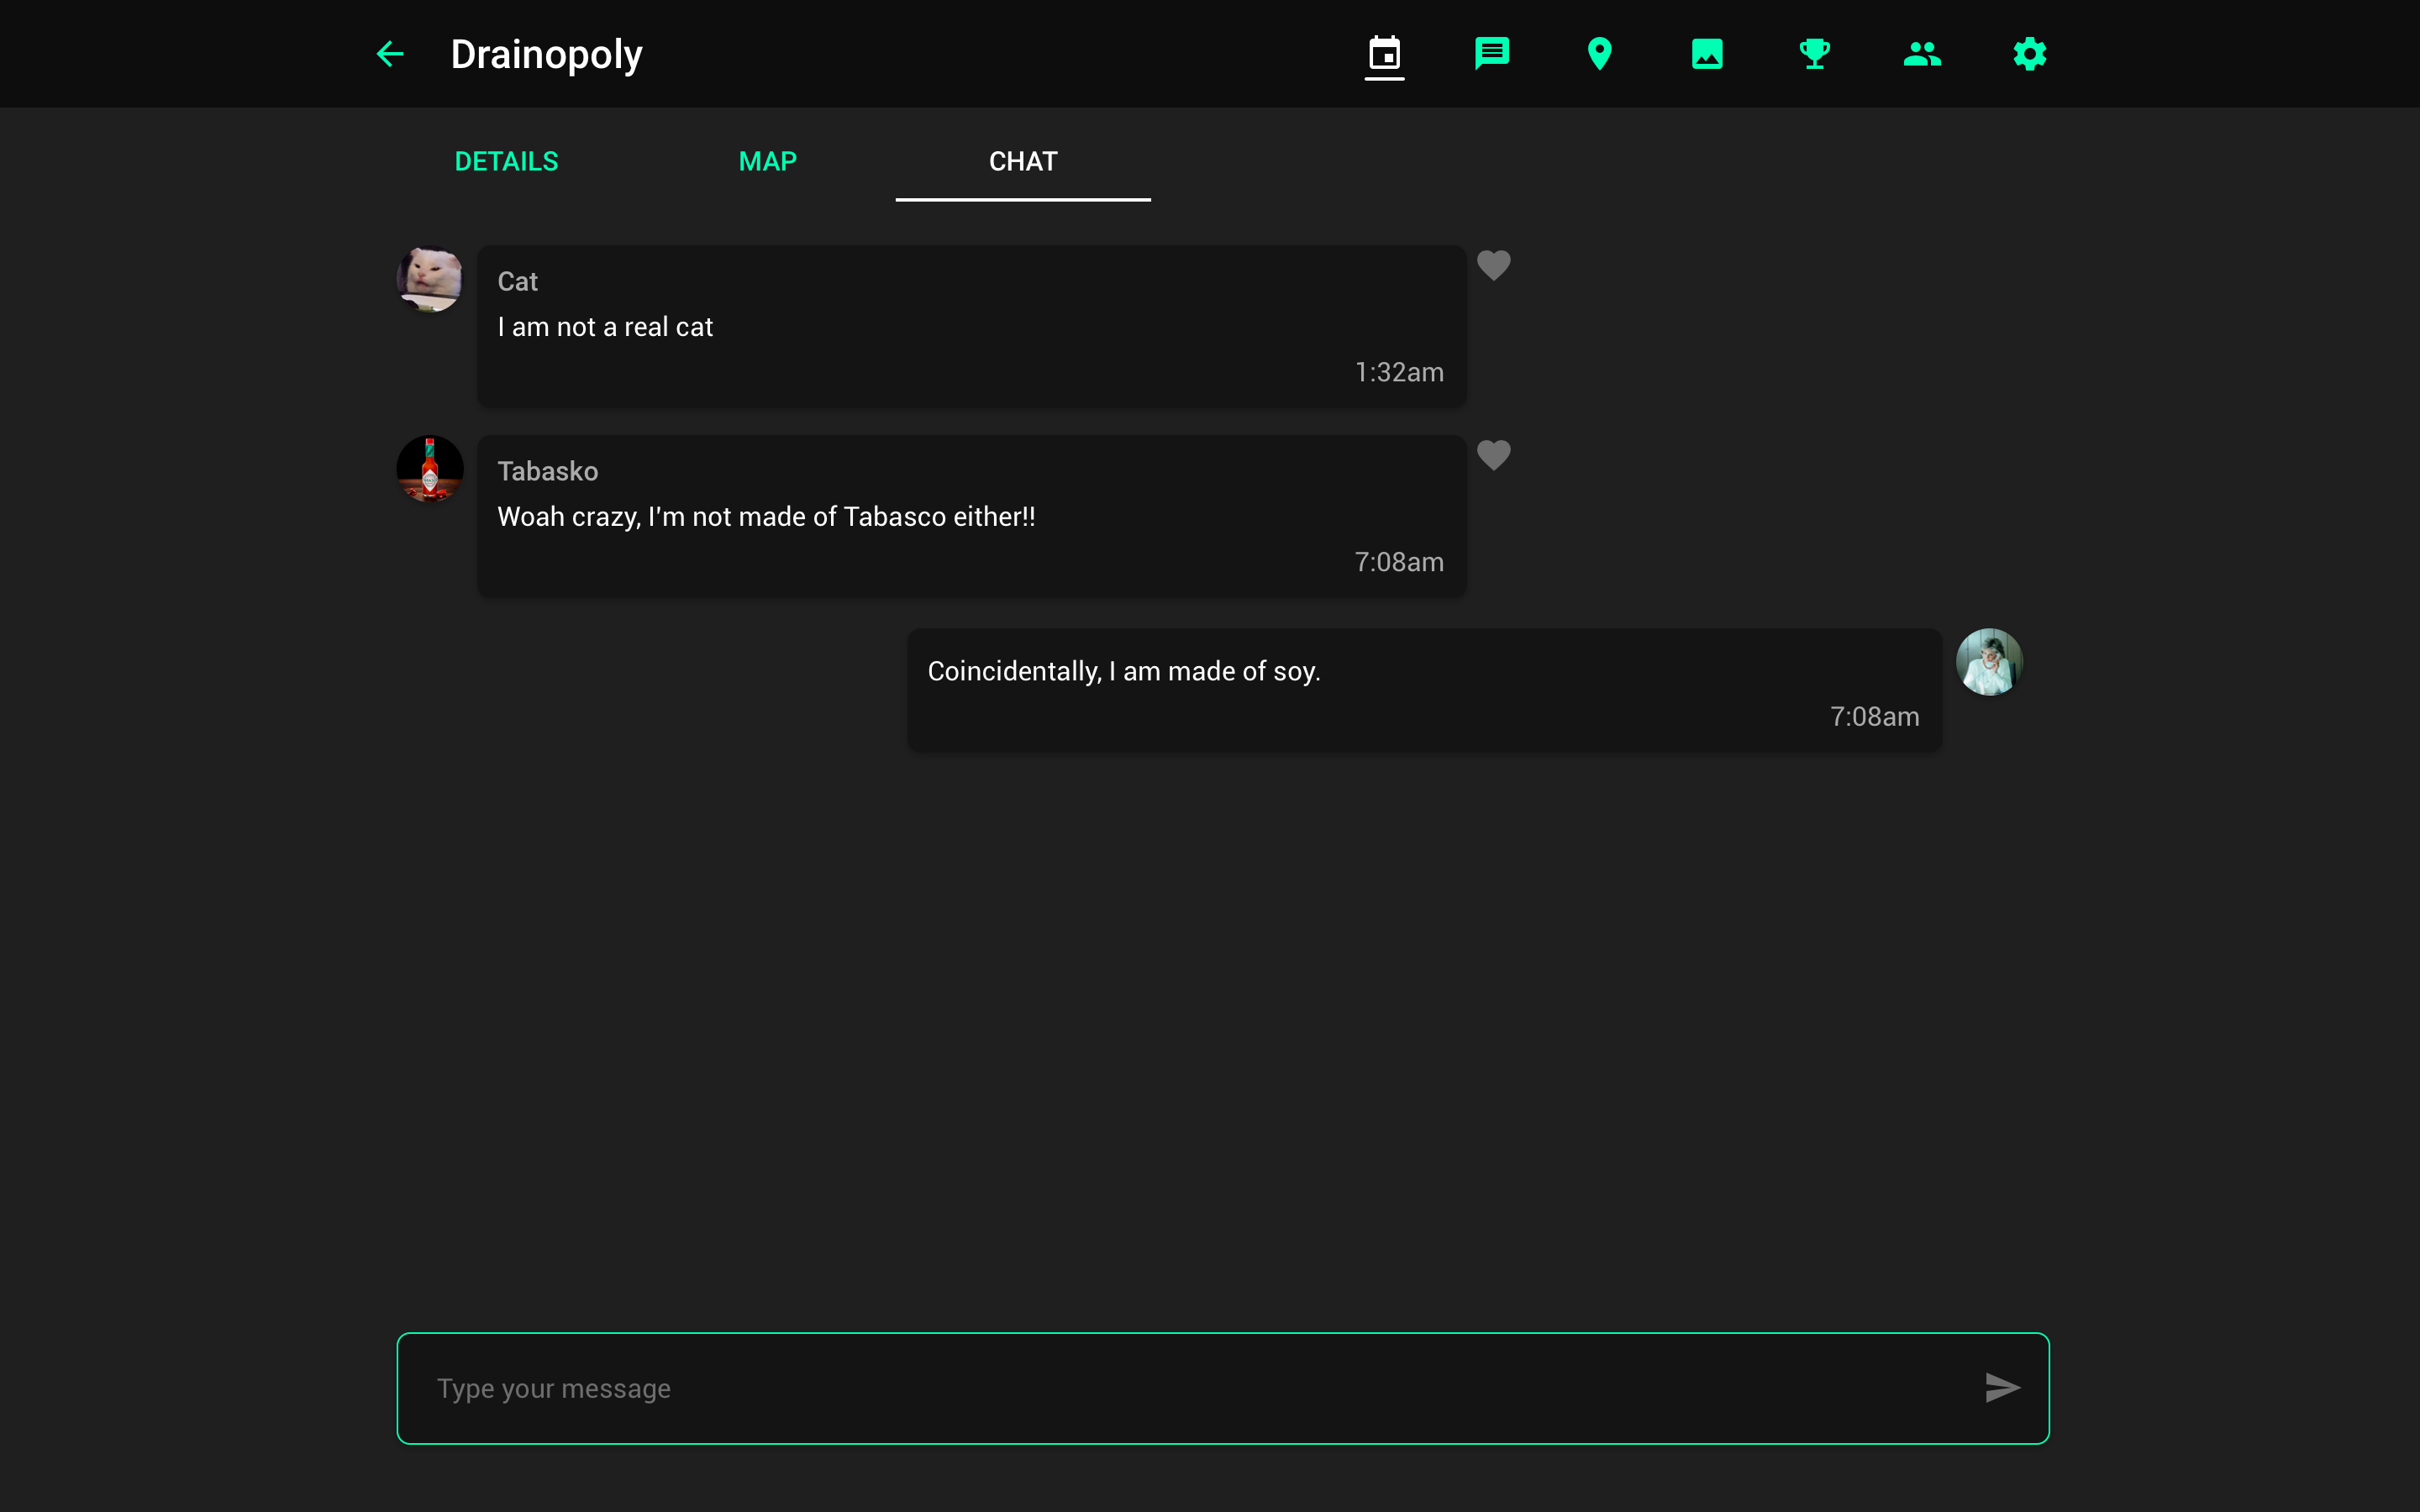 Drainopoly
DETAILS
MAP
CHAT
Cat
I am not a real cat
1:32am
Tabasko
Woah crazy, I'm not made of Tabasco either!!
7:08am
Coincidentally, I am made of soy.
7:08am
Type your message